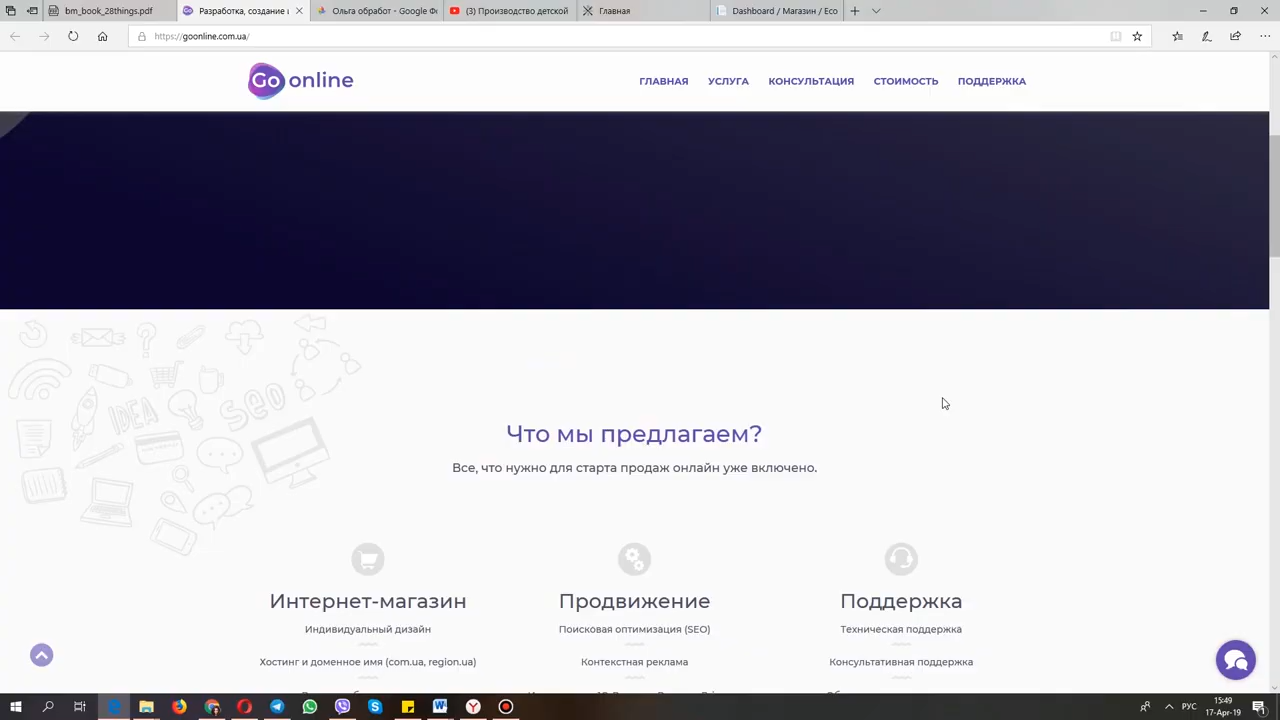 bm_book_28things.pdf
Разработка, создание и
Ольга работ - Google Ф
(3) Производство детской
Главная
Dashboard / Магазин / Eco
https://goonline.com.ua/
Go online
ГЛАВНАЯ
УСЛУГА
КОНСУЛЬТАЦИЯ
СТОИМОСТЬ
ПОДДЕРЖКА
IDEA
SEO
Что мы предлагаем?
Все, что нужно для старта продаж онлайн уже включено.
Интернет-магазин
Продвижение
Поддержка
Индивидуальный дизайн
Поисковая оптимизация (SEO)
Техническая поддержка
Хостинг и доменное имя (com.ua, region.ua)
Контекстная реклама
Консультативная поддержка
РУС
15:49
17-Apr-19